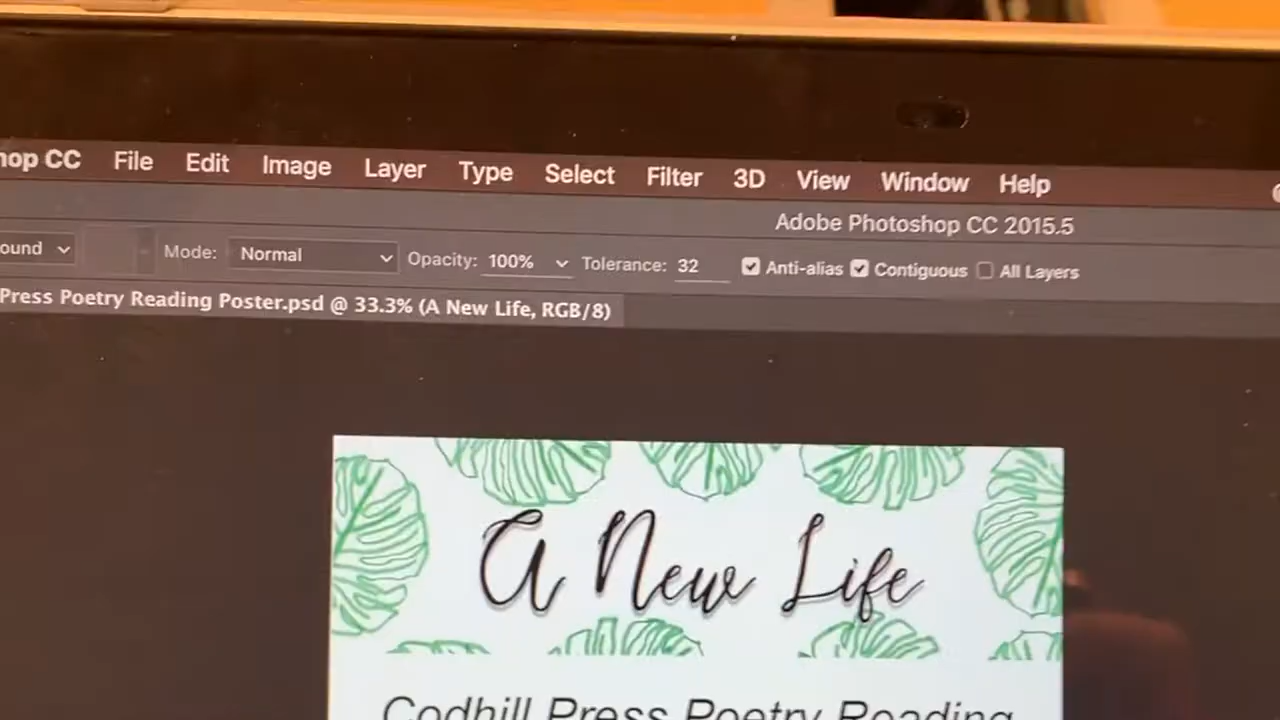 hop CC File Edit Image Layer Type Select Filter 3D View Window Help
Adobe Photoshop CC 2015.5
ound Mode: Normal Opacity: 100% Tolerance: 32 Anti-alias Contiguous All Layers
Press Poetry Reading Poster.psd @ 33.3% (A New Life, RGB/8)
A New Life
Codhill Press Poetry Reading